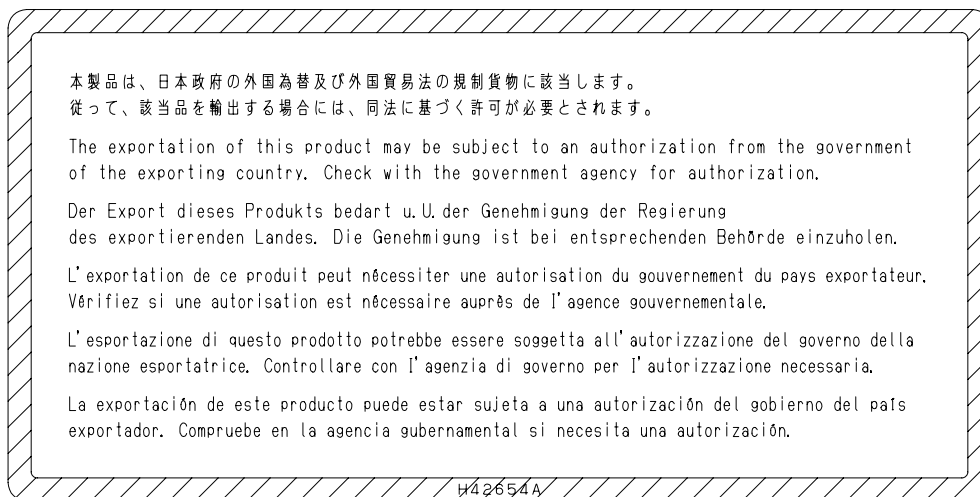 本製品は、日本政府の外国為替及び外国貿易法の規制貨物に該当します。
従って、該当品を輸出する場合には、同法に基づく許可が必要とされます。
The exportation of this product may be subject to an authorization from the government
of the exporting country. Check with the government agency for authorization.
Der Export dieses Produkts bedart u.U. der Genehmigung der Regierung
des exportierenden Landes. Die Genehmigung ist bei entsprechenden Behörde einzuholen.
L'exportation de ce produit peut nécessiter une autorisation du gouvernement du pays exportateur.
Vérifiez si une autorisation est nécessaire auprès de l'agence gouvernementale.
L'esportazione di questo prodotto potrebbe essere soggetta all'autorizzazione del governo della
nazione esportatrice. Controllare con l'agenzia di governo per l'autorizzazione necessaria.
La exportación de este producto puede estar sujeta a una autorización del gobierno del país
exportador. Compruebe en la agencia gubernamental si necesita una autorización.
H42654A